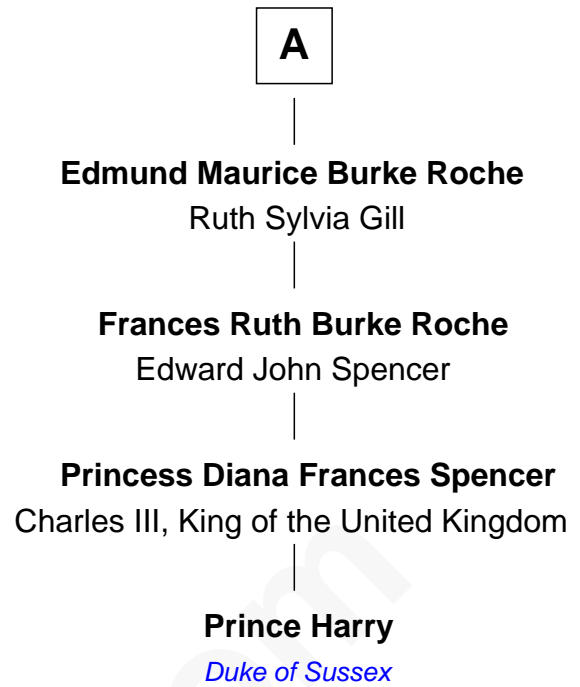 A
Edmund Maurice Burke Roche
Ruth Sylvia Gill
Frances Ruth Burke Roche
Edward John Spencer
Princess Diana Frances Spencer
Charles III, King of the United Kingdom
Prince Harry
Duke of Sussex